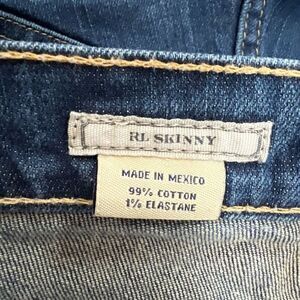 RL SKINNY
MADE IN MEXICO
99% COTTON
1% ELASTANE